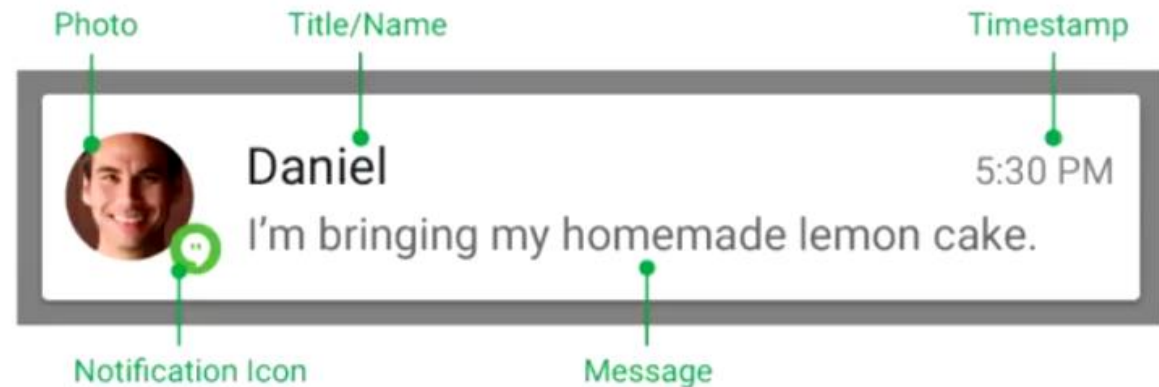 Photo Title/Name Timestamp
Daniel 5:30 PM
I'm bringing my homemade lemon cake.
Notification Icon Message